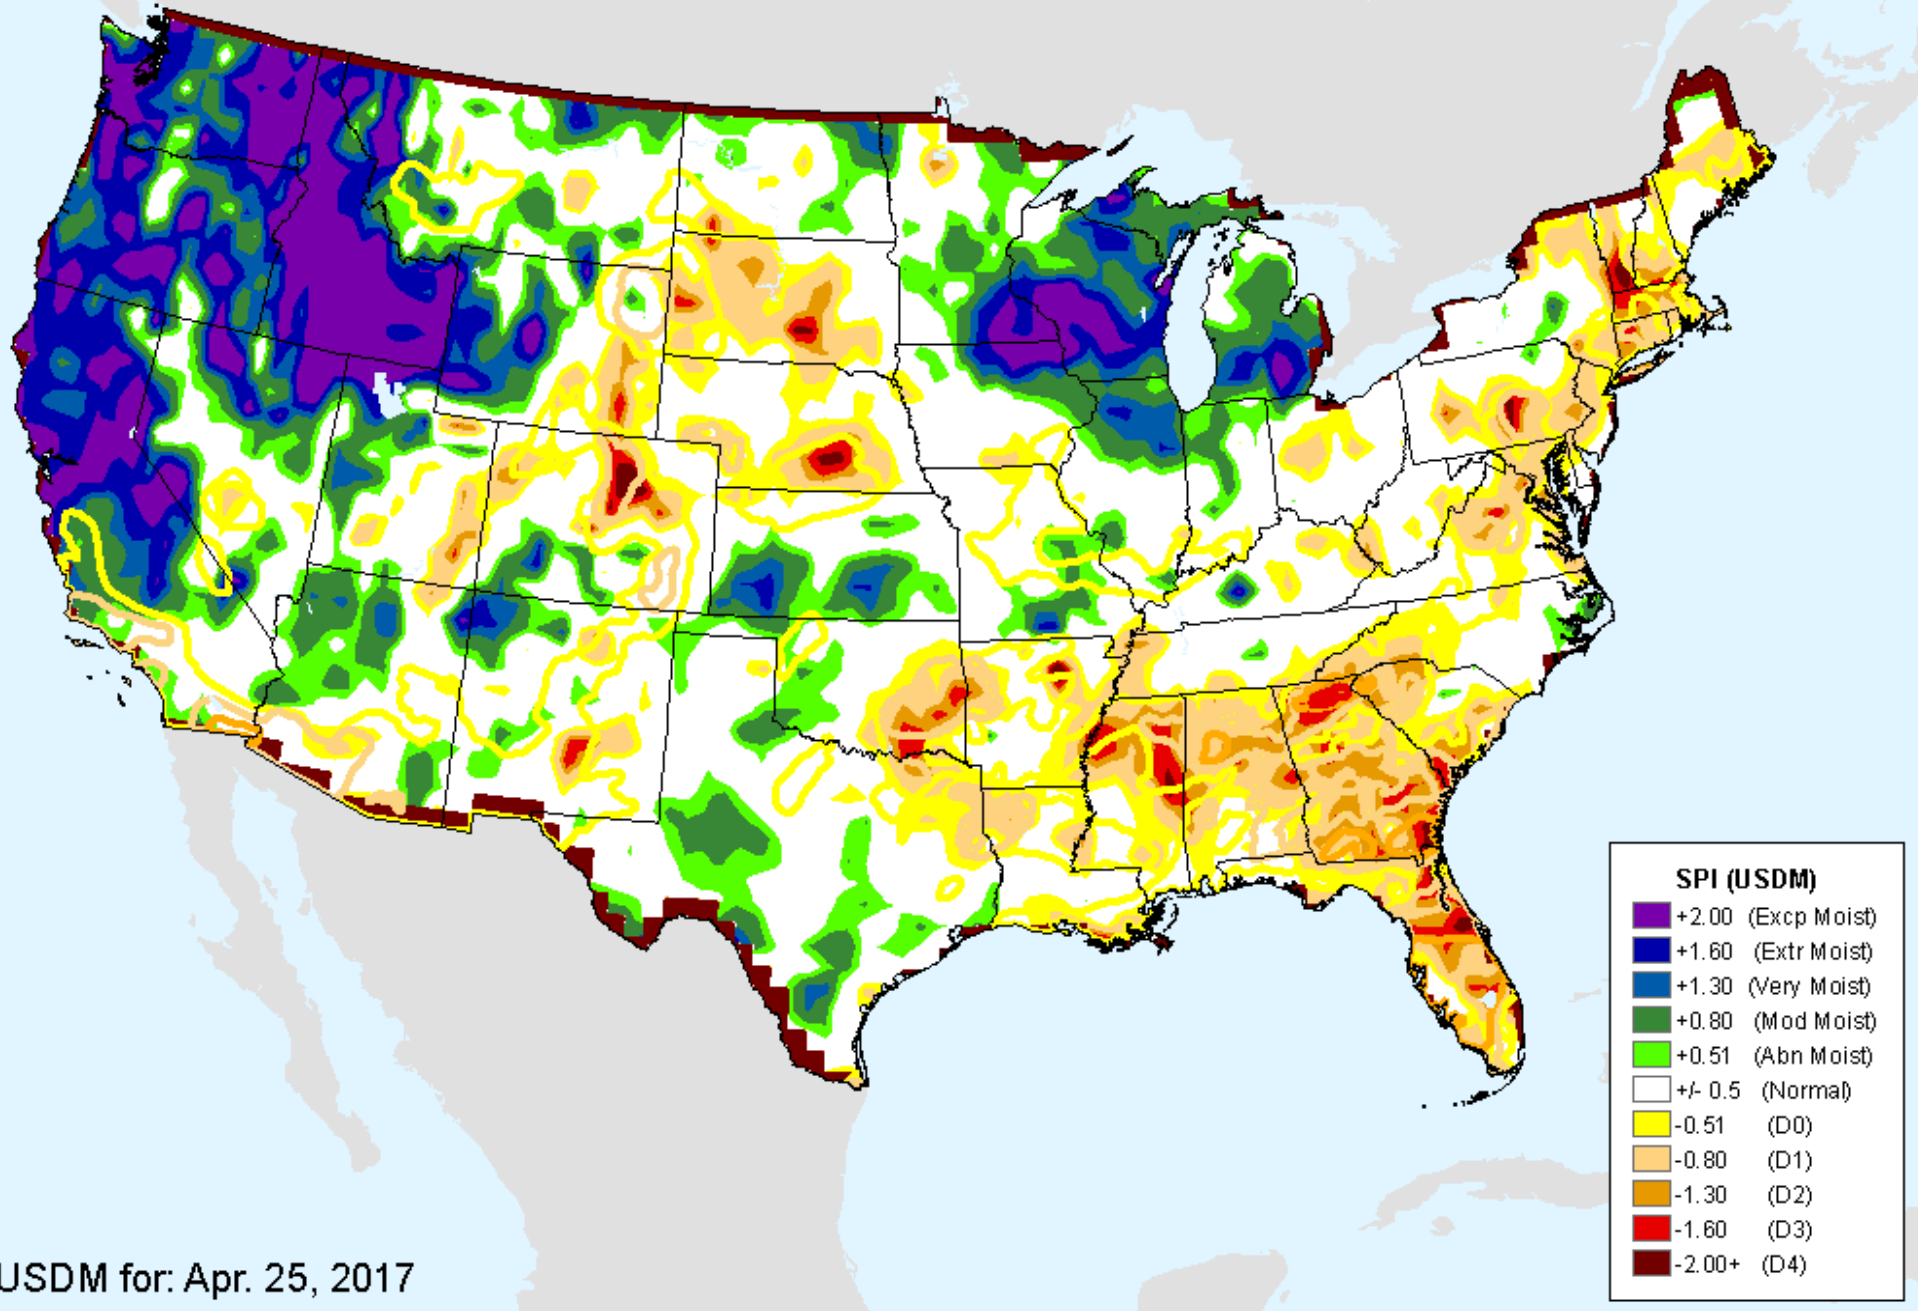 SPI (USDM)
+2.00 (Excp Moist)
+1.60 (Extr Moist)
+1.30 (Very Moist)
+0.80 (Mod Moist)
+0.51 (Abn Moist)
+/- 0.5 (Normal)
-0.51 (D0)
-0.80 (D1)
-1.30 (D2)
-1.60 (D3)
-2.00+ (D4)
USDM for: Apr. 25, 2017